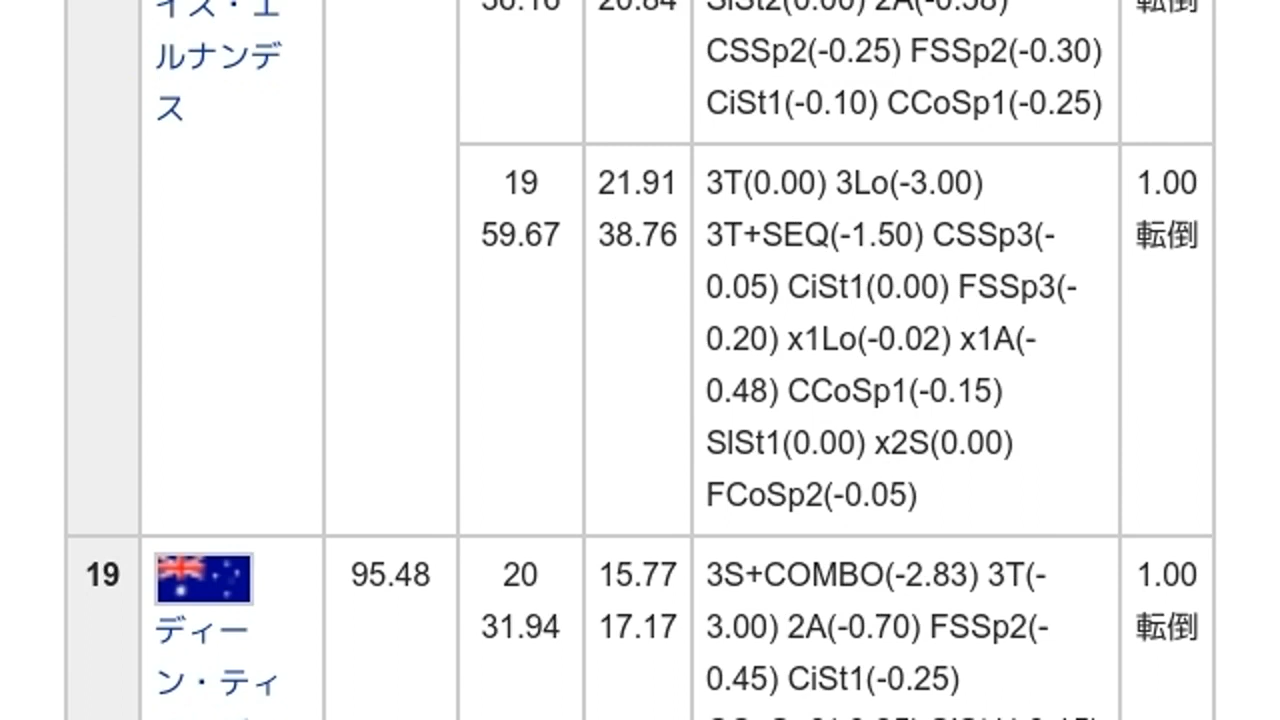 ルナンデ
ス
CSSp2(-0.25) FSSp2(-0.30)
CiSt1(-0.10) CCoSp1(-0.25)
転倒
19
59.67
21.91
38.76
3T(0.00) 3Lo(-3.00)
3T+SEQ(-1.50) CSSp3(-
0.05) CiSt1(0.00) FSSp3(-
0.20) x1Lo(-0.02) x1A(-
0.48) CCoSp1(-0.15)
SlSt1(0.00) x2S(0.00)
FCoSp2(-0.05)
1.00
転倒
19
ディー
ン・ティ
95.48
20
31.94
15.77
17.17
3S+COMBO(-2.83) 3T(-
3.00) 2A(-0.70) FSSp2(-
0.45) CiSt1(-0.25)
1.00
転倒